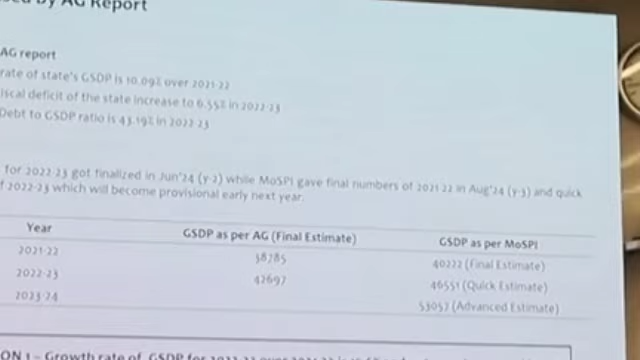 by AG Report
AG report
rate of state's GSDP is 10.09% over 2021-22
iscal deficit of the state increase to 6.55% in 2022-23
Debt to GSDP ratio is 43.19% in 2022-23
for 2022-23 got finalized in Jun'24 (y-2) while MoSPI gave final numbers of 2021-22 in Aug'24 (y-3) and quick
f 2022-23 which will become provisional early next year.
Year GSDP as per AG (Final Estimate) GSDP as per MoSPI
2021-22 38785 40222 (Final Estimate)
2022-23 42697 46551 (Quick Estimate)
2023-24 53057 (Advanced Estimate)
ON 1 – Growth rate of GSDP for